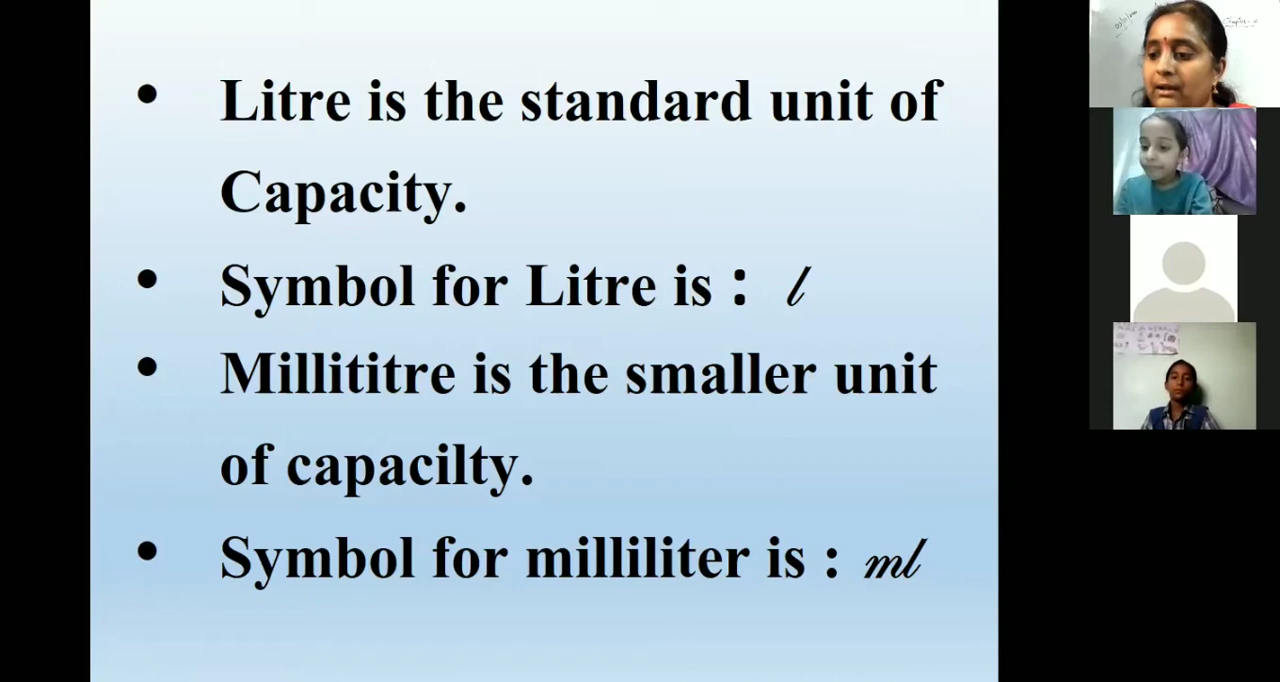 • Litre is the standard unit of
Capacity.
• Symbol for Litre is : l
• Millititre is the smaller unit
of capacilty.
• Symbol for milliliter is : ml